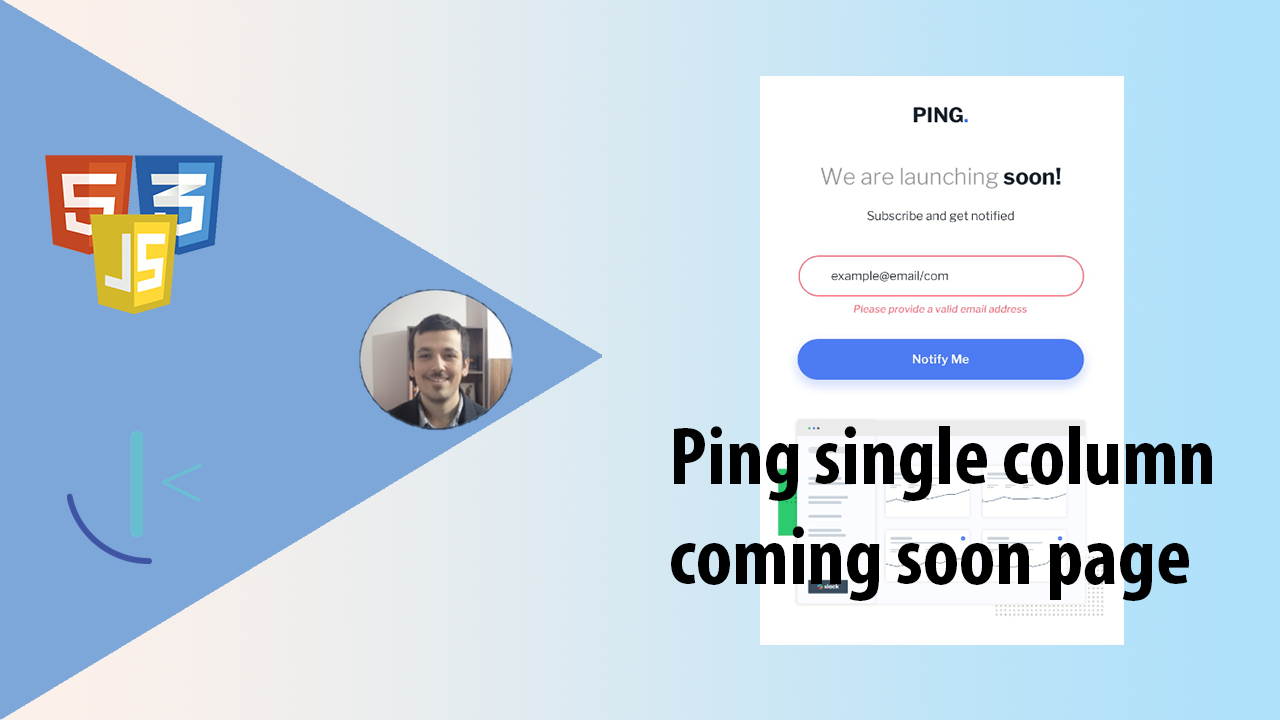 5
3
JS
PING.
We are launching soon!
Subscribe and get notified
example@email/com
Please provide a valid email address
Notify Me
Ping single column
coming soon page
slack